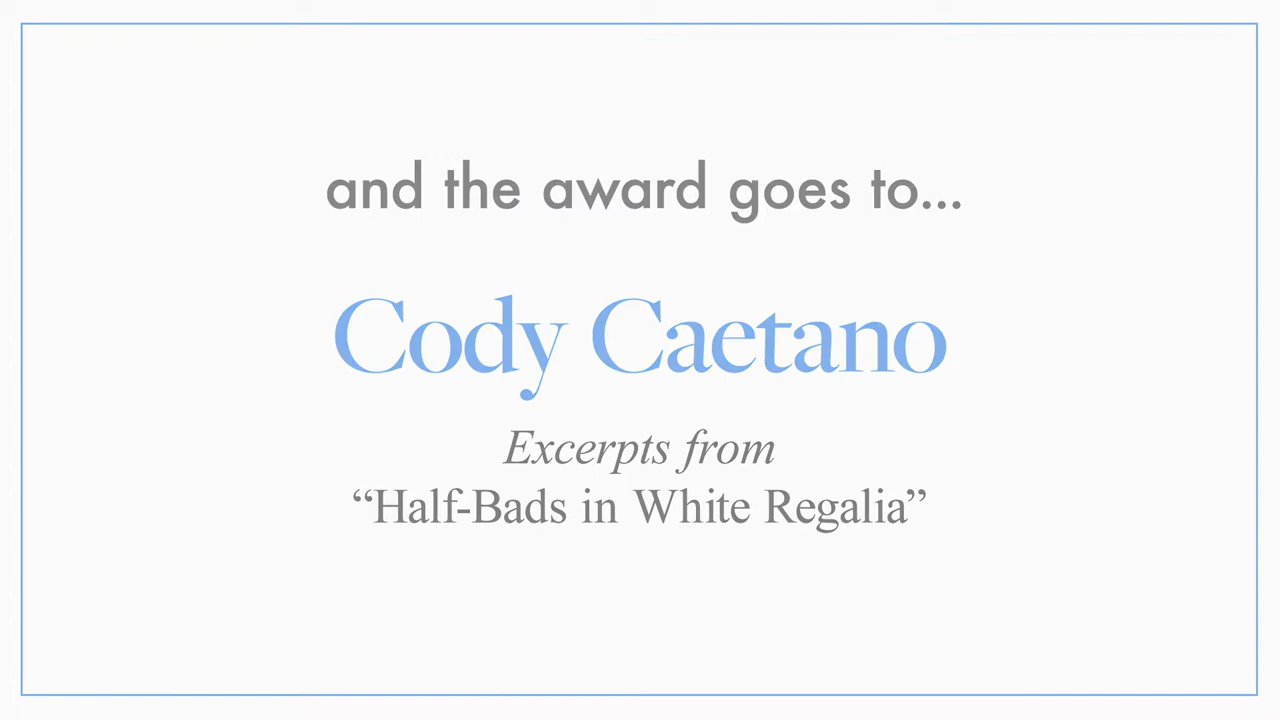 and the award goes to...
Cody Caetano
Excerpts from
“Half-Bads in White Regalia”